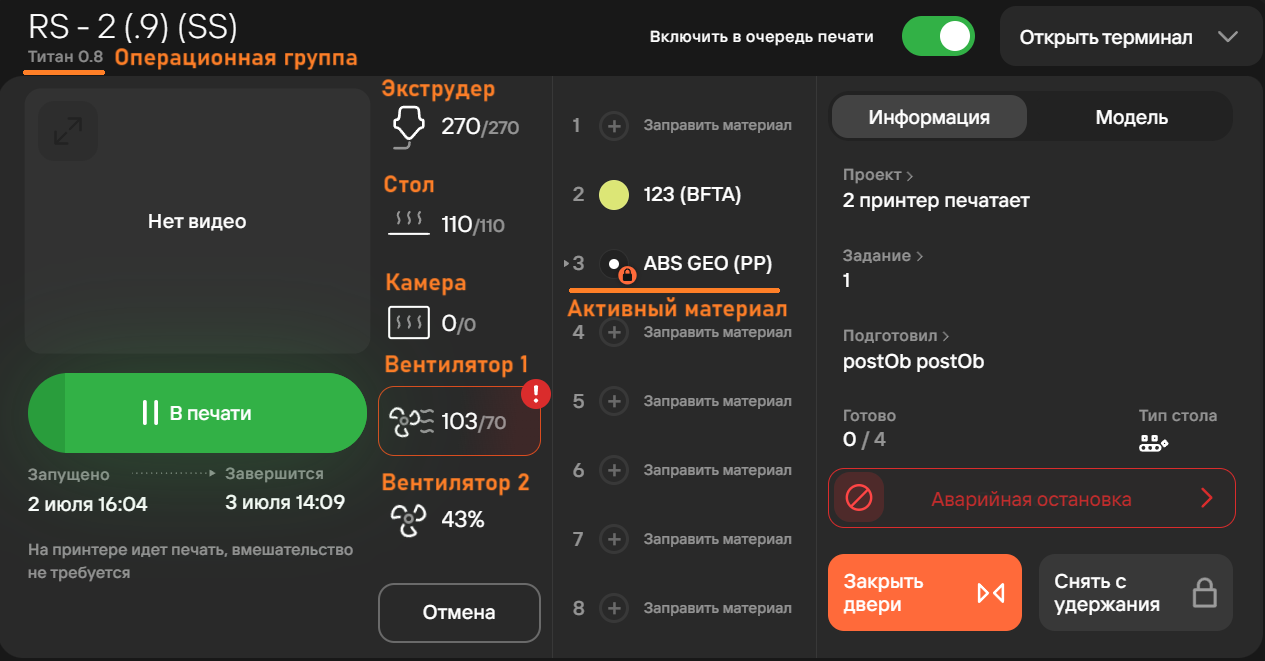 RS - 2 (.9) (SS)
Титан 0.8 Операционная группа
Включить в очередь печати
Открыть терминал
Нет видео
В печати
Запущено
Завершится
2 июля 16:04
3 июля 14:09
На принтере идет печать, вмешательство
не требуется
Экструдер
270/270
Стол
110/110
Камера
0/0
Вентилятор 1
!
103/70
Вентилятор 2
43%
Отмена
1 + Заправить материал
2 123 (BFTA)
3 ABS GEO (PP)
Активный материал
4 + Заправить материал
5 + Заправить материал
6 + Заправить материал
7 + Заправить материал
8 + Заправить материал
Информация
Модель
Проект >
2 принтер печатает
Задание >
1
Подготовил >
postOb postOb
Готово
0 / 4
Тип стола
Аварийная остановка
Закрыть
двери
Снять с
удержания